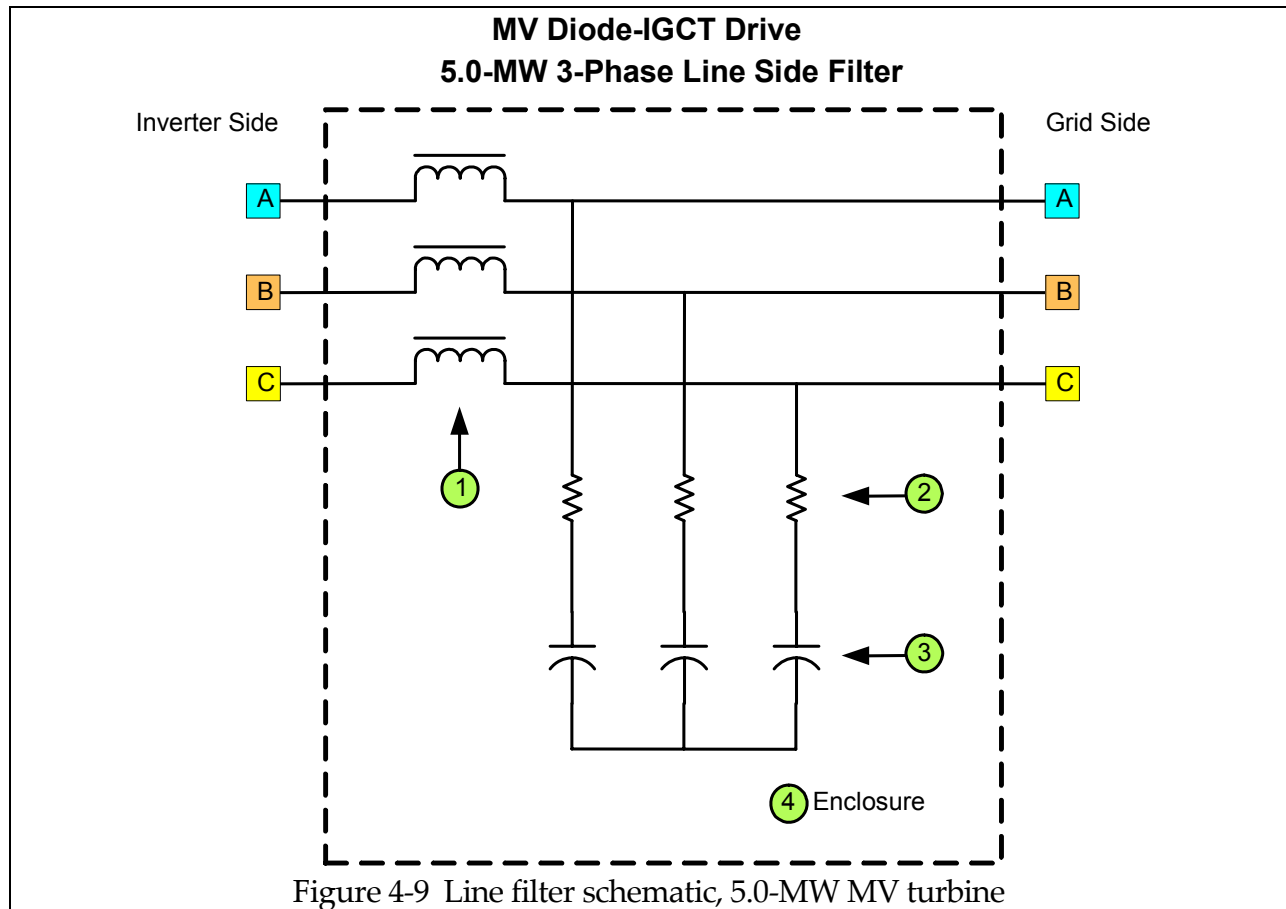 MV Diode-IGCT Drive
5.0-MW 3-Phase Line Side Filter
Inverter Side
Grid Side
A
A
B
B
C
C
1
2
3
4 Enclosure
Figure 4-9 Line filter schematic, 5.0-MW MV turbine